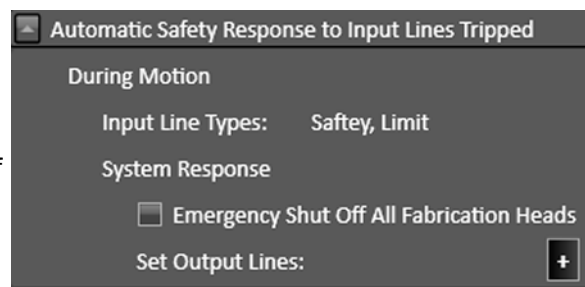 Automatic Safety Response to Input Lines Tripped
During Motion
Input Line Types: Saftey, Limit
System Response
Emergency Shut Off All Fabrication Heads
Set Output Lines: +